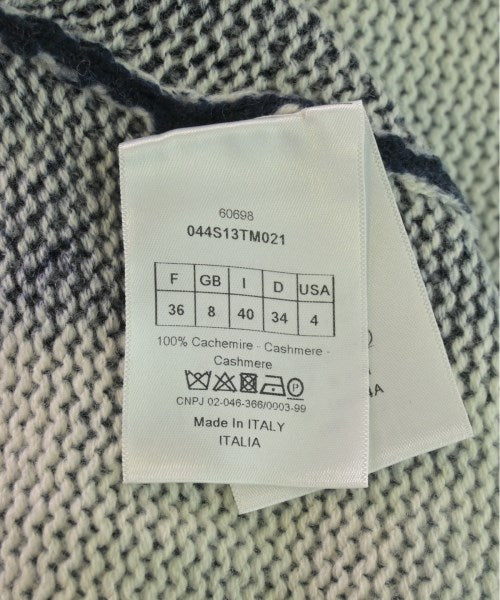 60698
044S13TM021
F GB I D USA
36 8 40 34 4
100% Cachemire - Cashmere -
Cashmere
P
CNPJ 02-046-366/0003-99
Made In ITALY
ITALIA